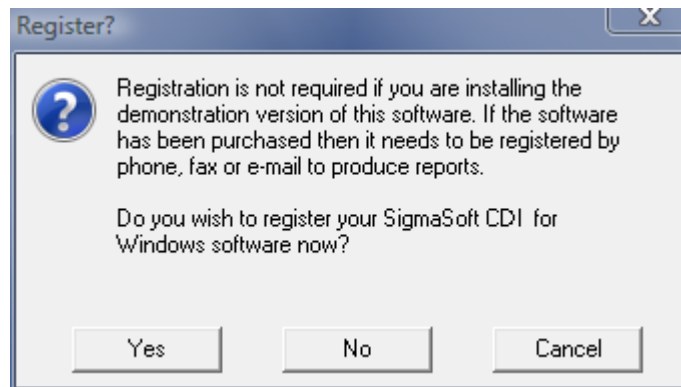 Register?
Registration is not required if you are installing the
demonstration version of this software. If the software
has been purchased then it needs to be registered by
phone, fax or e-mail to produce reports.
Do you wish to register your SigmaSoft CDI for
Windows software now?
Yes No Cancel